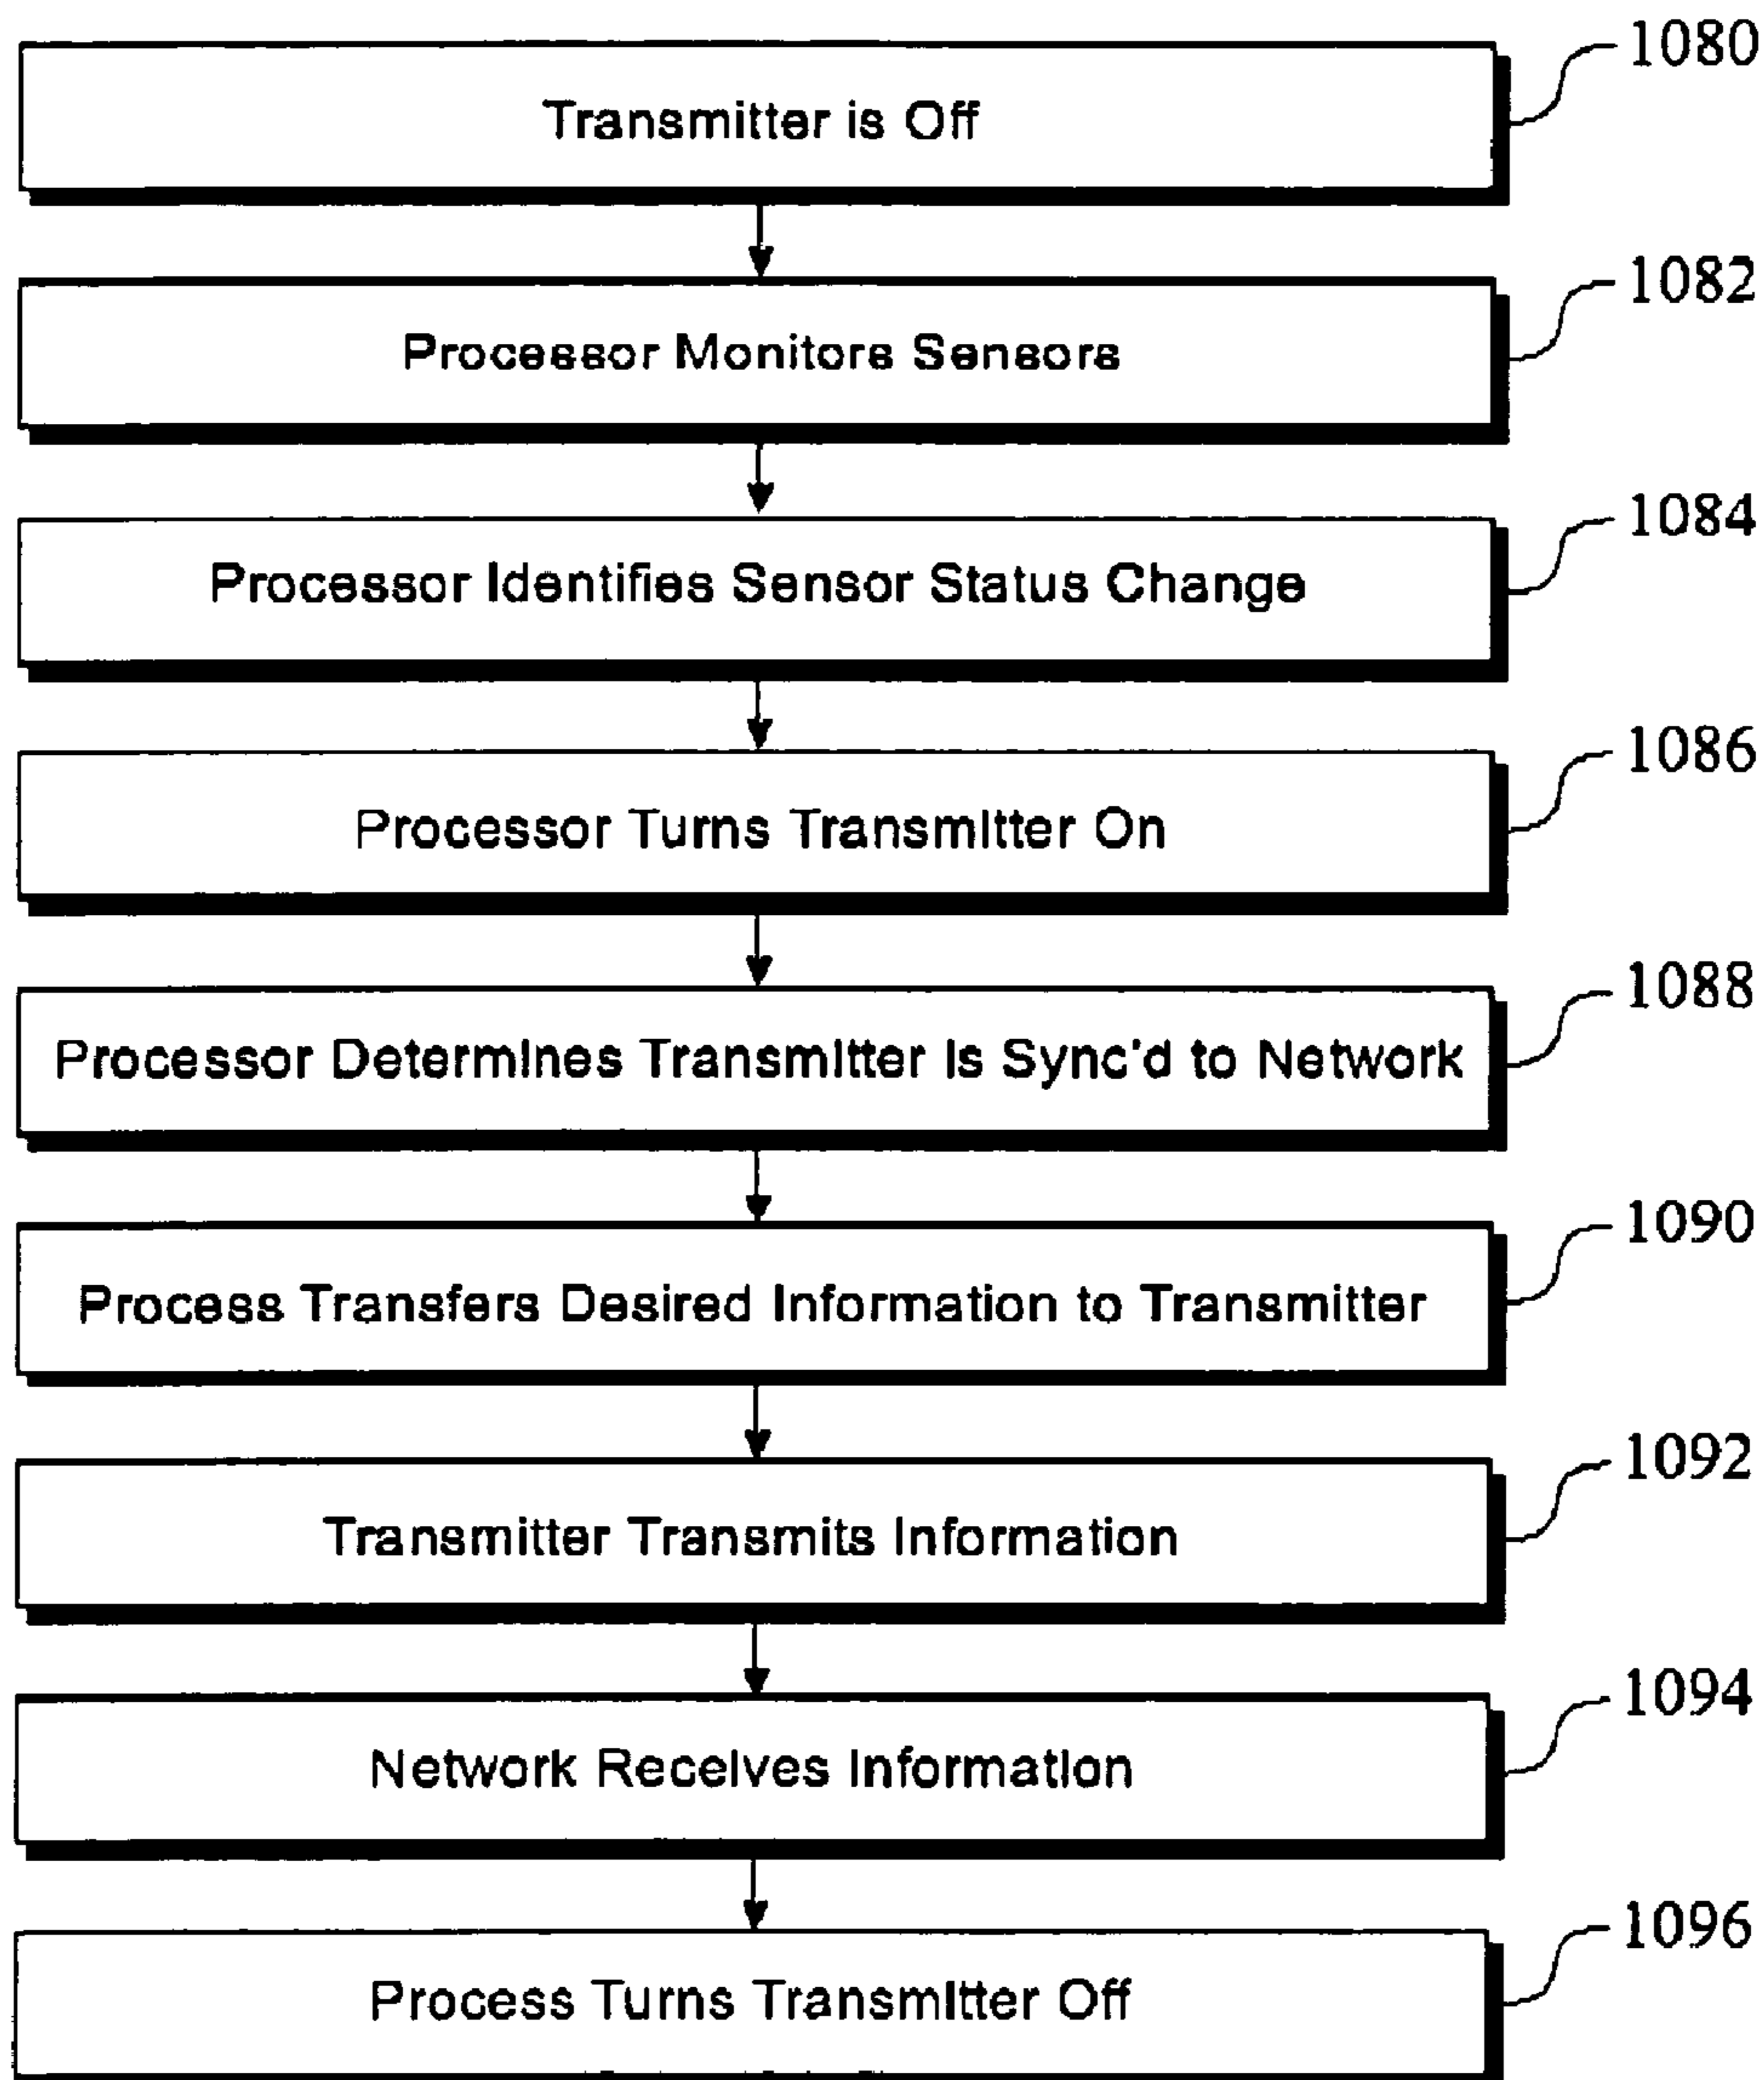 1080
Transmitter is Off
1082
Processor Monitors Sensors
1084
Processor Identifies Sensor Status Change
1086
Processor Turns Transmitter On
1088
Processor Determines Transmitter is Sync'd to Network
1090
Process Transfers Desired Information to Transmitter
1092
Transmitter Transmits Information
1094
Network Receives Information
1096
Process Turns Transmitter Off